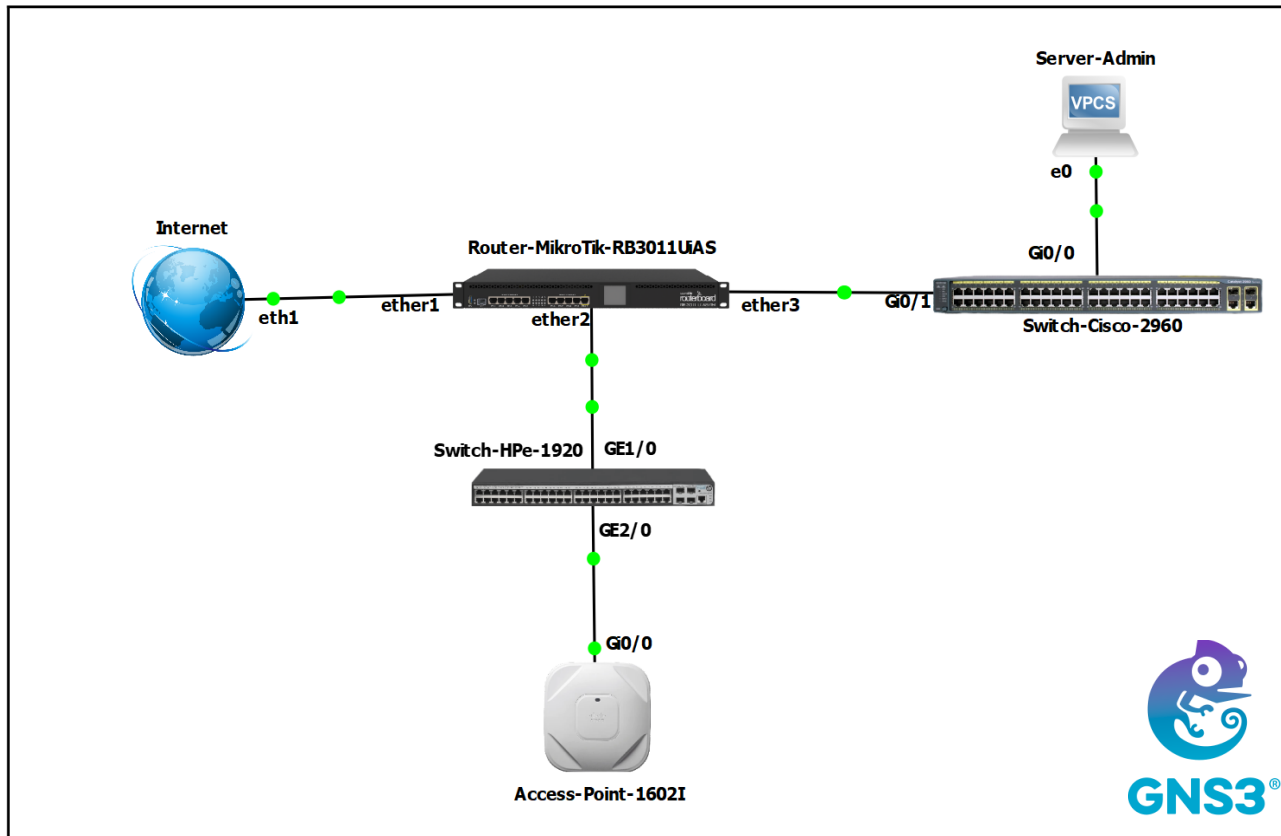 Server-Admin
VPCS
e0
Internet
Router-MikroTik-RB3011UiAS
Gi0/0
eth1
ether1
ether2
ether3
Gi0/1
Switch-Cisco-2960
Switch-HPe-1920
GE1/0
GE2/0
Gi0/0
Access-Point-1602I
GNS3®